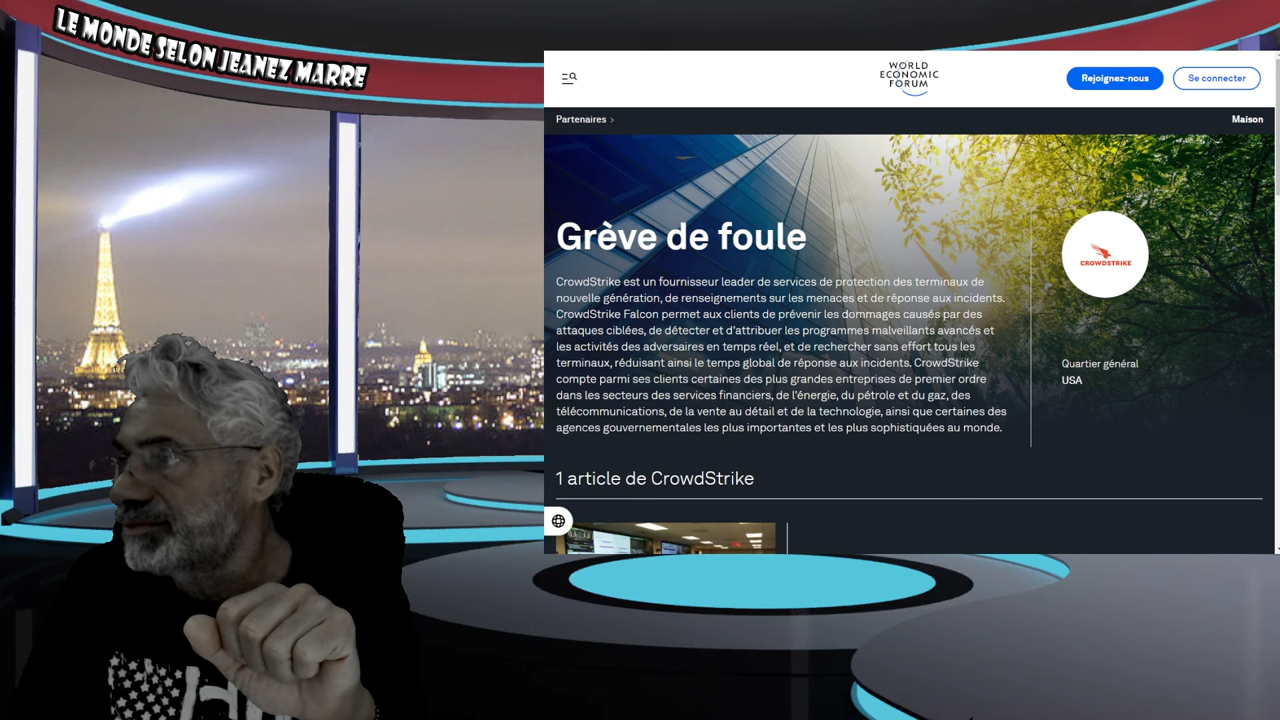 LE MONDE SELON JEANEZ MARRE
WORLD
ECONOMIC
FORUM
Rejoignez-nous
Se connecter
Partenaires
Maison
Grève de foule
CROWDSTRIKE
CrowdStrike est un fournisseur leader de services de protection des terminaux de
nouvelle génération, de renseignements sur les menaces et de réponse aux incidents.
CrowdStrike Falcon permet aux clients de prévenir les dommages causés par des
attaques ciblées, de détecter et d'attribuer les programmes malveillants avancés et
les activités des adversaires en temps réel, et de rechercher sans effort tous les
terminaux, réduisant ainsi le temps global de réponse aux incidents. CrowdStrike
compte parmi ses clients certaines des plus grandes entreprises de premier ordre
dans les secteurs des services financiers, de l'énergie, du pétrole et du gaz, des
télécommunications, de la vente au détail et de la technologie, ainsi que certaines des
agences gouvernementales les plus importantes et les plus sophistiquées au monde.
Quartier général
USA
1 article de CrowdStrike